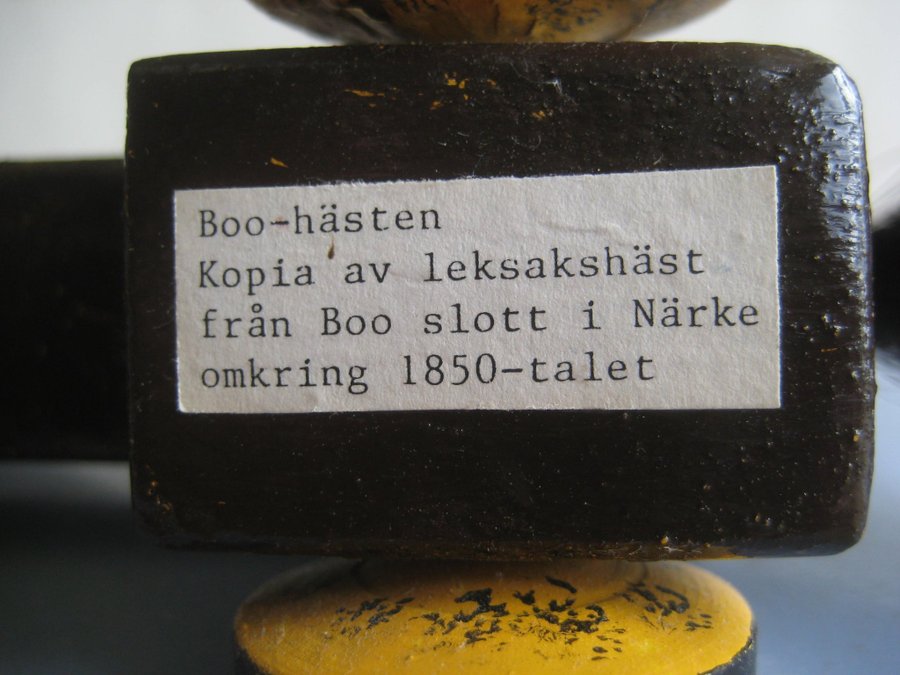 Boo-hästen
Kopia av leksakshäst
från Boo slott i Närke
omkring 1850-talet